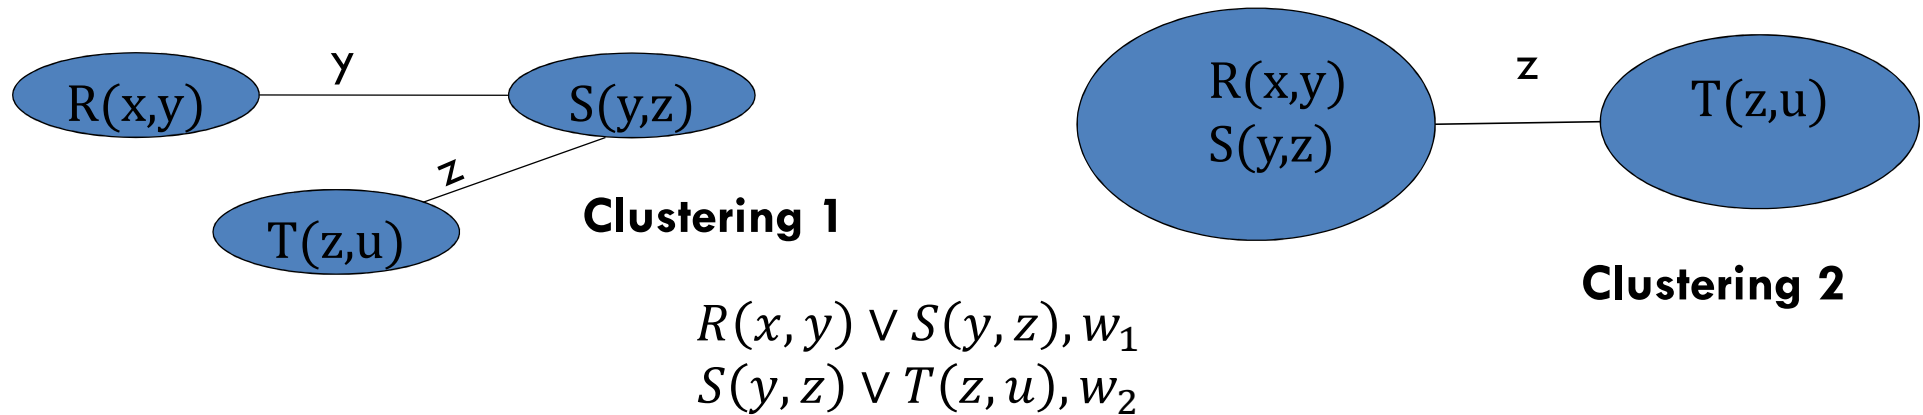 y
R(x,y)
S(y,z)
z
T(z,u)
Clustering 1
R(x,y)
S(y,z)
z
T(z,u)
Clustering 2
R(x, y) ∨ S(y, z), w₁
S(y, z) ∨ T(z, u), w₂